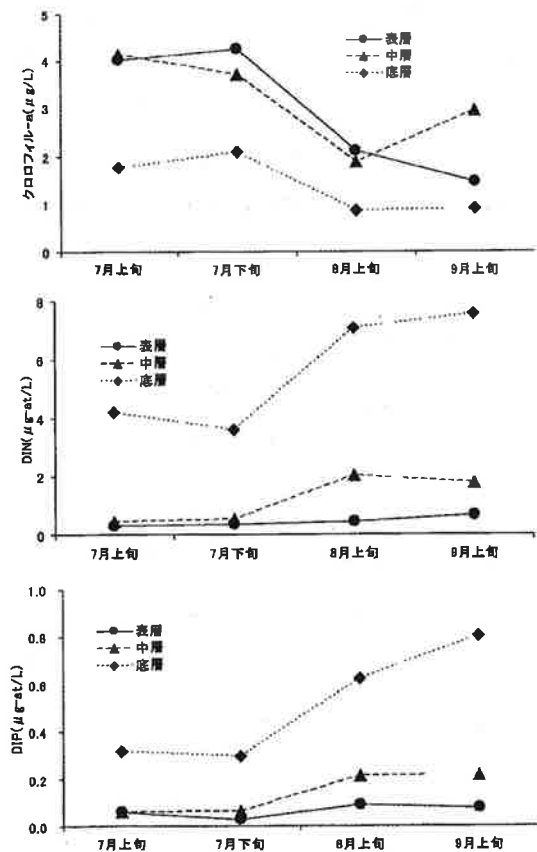 クロロフィル-a(μg/L)
5
4
3
2
1
0
表層
中層
底層
7月上旬 7月下旬 8月上旬 9月上旬
DIN(μg-at/L)
8
6
4
2
0
表層
中層
底層
7月上旬 7月下旬 8月上旬 9月上旬
DIP(μg-at/L)
1.0
0.8
0.6
0.4
0.2
0.0
表層
中層
底層
7月上旬 7月下旬 8月上旬 9月上旬